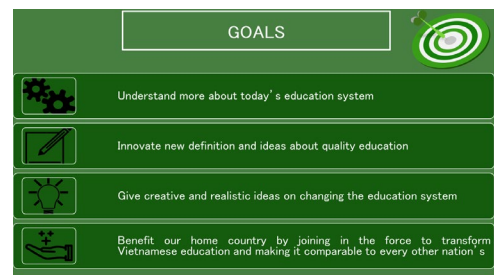 GOALS
Understand more about today's education system
Innovate new definition and ideas about quality education
Give creative and realistic ideas on changing the education system
Benefit our home country by joining in the force to transform
Vietnamese education and making it comparable to every other nation's